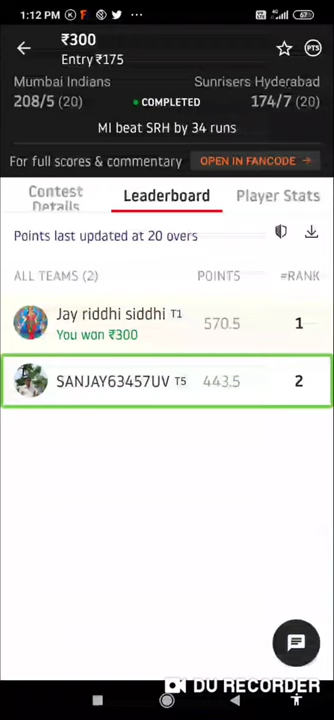 1:12 PM
67
₹300
Entry ₹175
PTS
Mumbai Indians
Sunrisers Hyderabad
208/5 (20)
COMPLETED
174/7 (20)
MI beat SRH by 34 runs
For full scores & commentary
OPEN IN FANCODE →
Contest Details
Leaderboard
Player Stats
Points last updated at 20 overs
ALL TEAMS (2)
POINTS
#RANK
Jay riddhi siddhi T1
570.5
1
You won ₹300
SANJAY63457UV T5
443.5
2
DU RECORDER